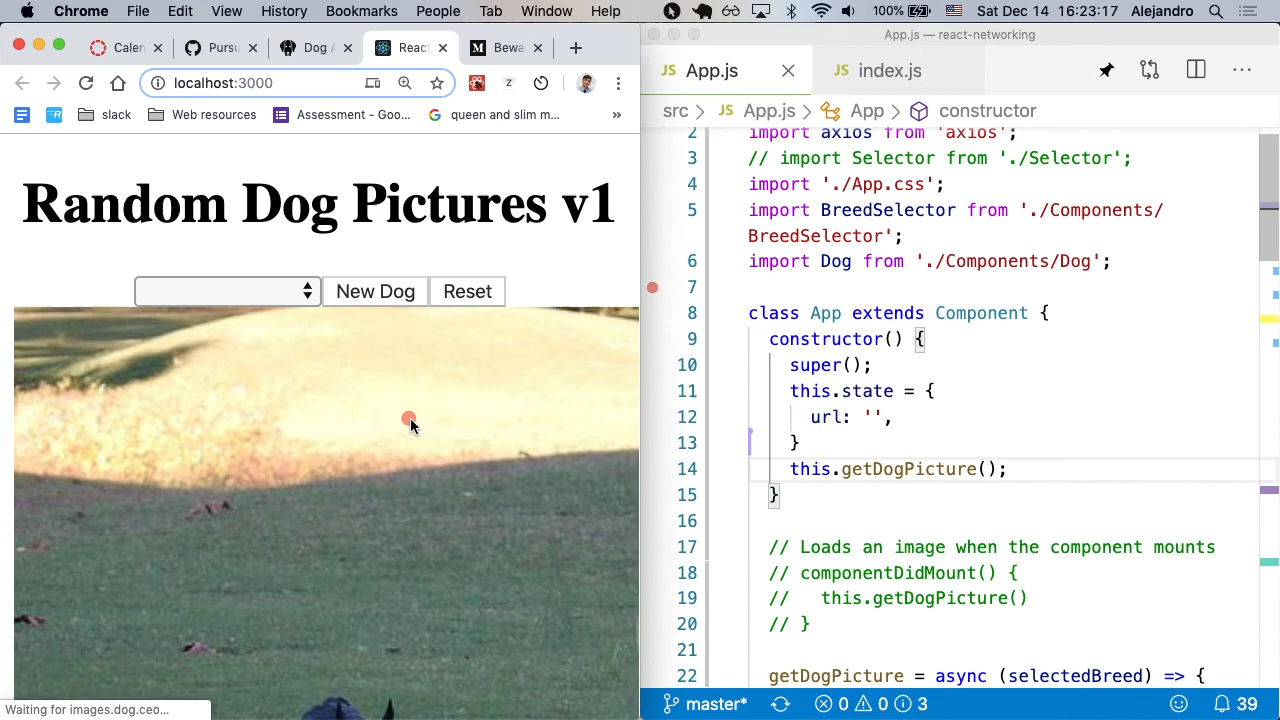 Chrome File Edit View History Bookmarks People Tab Window Help 100% Sat Dec 14 16:23:17 Alejandro
Calen Pursu Dog A React Bewa
localhost:3000
slack Web resources Assessment - Goo... queen and slim m... »
Random Dog Pictures v1
New Dog Reset
Waiting for images.dog.ceo...
App.js — react-networking
JS App.js JS index.js
src > JS App.js > App > constructor
2 import axios from 'axios';
3 // import Selector from './Selector';
4 import './App.css';
5 import BreedSelector from './Components/
BreedSelector';
6 import Dog from './Components/Dog';
7
8 class App extends Component {
9 constructor() {
10 super();
11 this.state = {
12 url: '',
13 }
14 this.getDogPicture();
15 }
16
17 // Loads an image when the component mounts
18 // componentDidMount() {
19 // this.getDogPicture()
20 // }
21
22 getDogPicture = async (selectedBreed) => {
master* 0 0 3 39